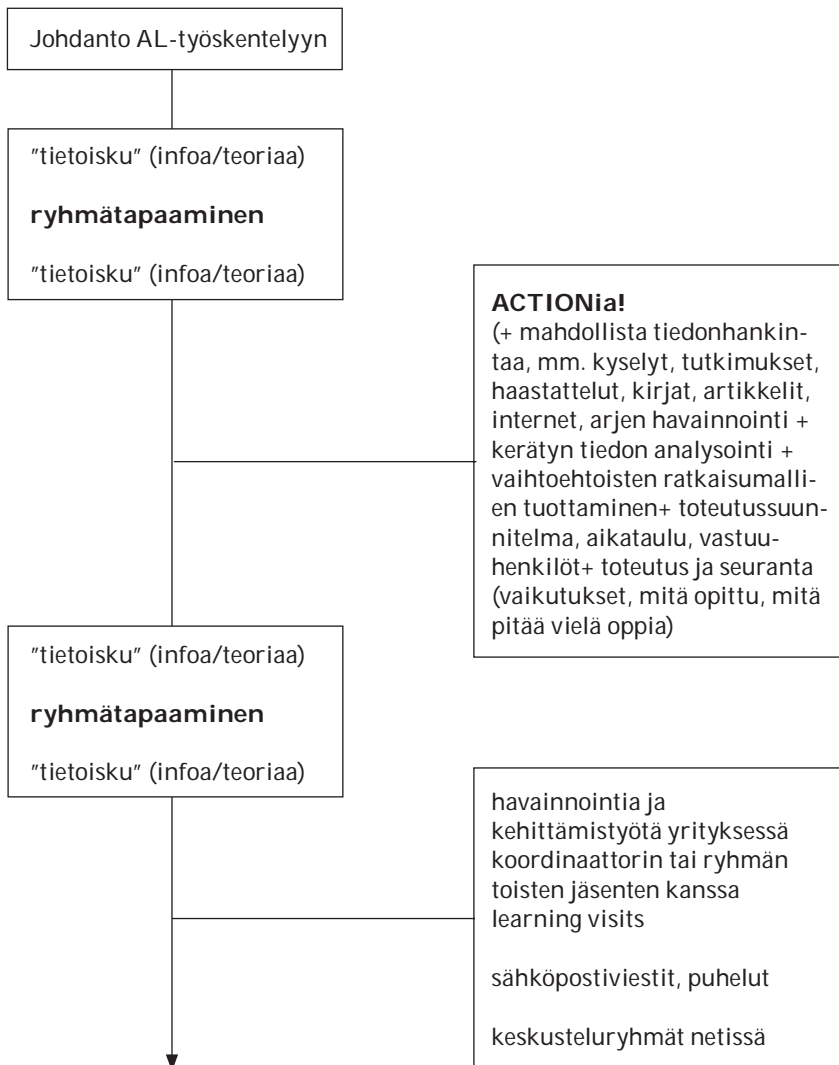 Johdanto AL-työskentelyyn
"tietoisku" (infoa/teoriaa)
ryhmätapaaminen
"tietoisku" (infoa/teoriaa)
ACTIONia!
(+ mahdollista tiedonhankin-
taa, mm. kyselyt, tutkimukset,
haastattelut, kirjat, artikkelit,
internet, arjen havainnointi +
kerätyn tiedon analysointi +
vaihtoehtoisten ratkaisumalli-
en tuottaminen+ toteutussuun-
nitelma, aikataulu, vastuu-
henkilöt+ toteutus ja seuranta
(vaikutukset, mitä opittu, mitä
pitää vielä oppia)
"tietoisku" (infoa/teoriaa)
ryhmätapaaminen
"tietoisku" (infoa/teoriaa)
havainnointia ja
kehittämistyötä yrityksessä
koordinaattorin tai ryhmän
toisten jäsenten kanssa
learning visits
sähköpostiviestit, puhelut
keskusteluryhmät netissä